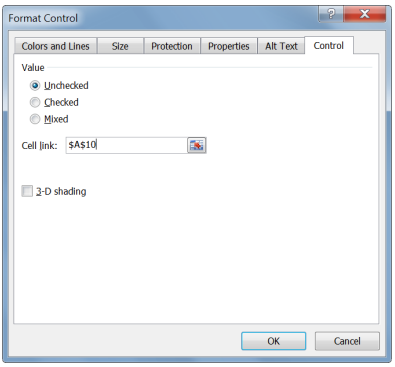 Format Control
Colors and Lines Size Protection Properties Alt Text Control
Value
Unchecked
Checked
Mixed
Cell link: $A$10
3-D shading
OK Cancel